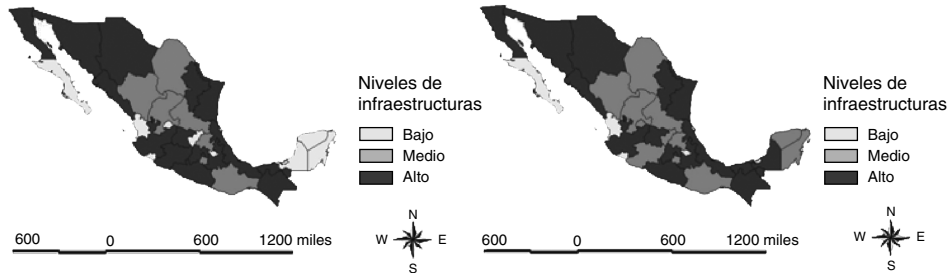 Niveles de
infraestructuras
Bajo
Medio
Alto
N
W E
S
600 0 600 1200 miles
Niveles de
infraestructuras
Bajo
Medio
Alto
N
W E
S
600 0 600 1200 miles